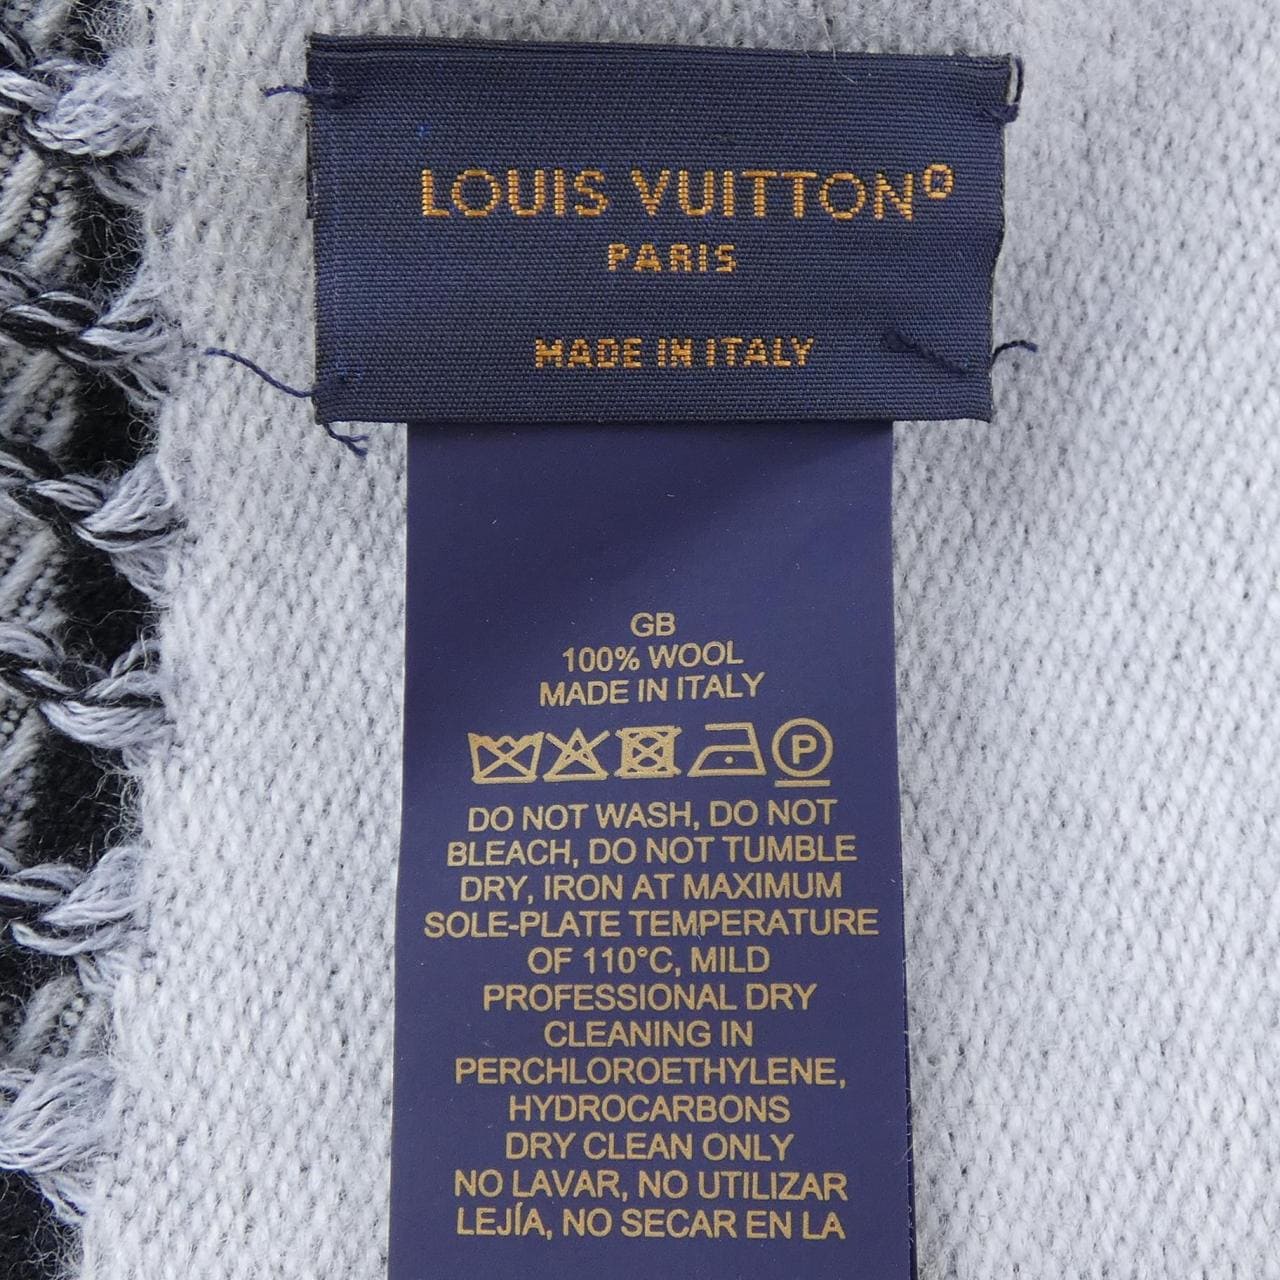 LOUIS VUITTON®
PARIS
MADE IN ITALY
GB
100% WOOL
MADE IN ITALY
P
DO NOT WASH, DO NOT
BLEACH, DO NOT TUMBLE
DRY, IRON AT MAXIMUM
SOLE-PLATE TEMPERATURE
OF 110°C, MILD
PROFESSIONAL DRY
CLEANING IN
PERCHLOROETHYLENE,
HYDROCARBONS
DRY CLEAN ONLY
NO LAVAR, NO UTILIZAR
LEJÍA, NO SECAR EN LA